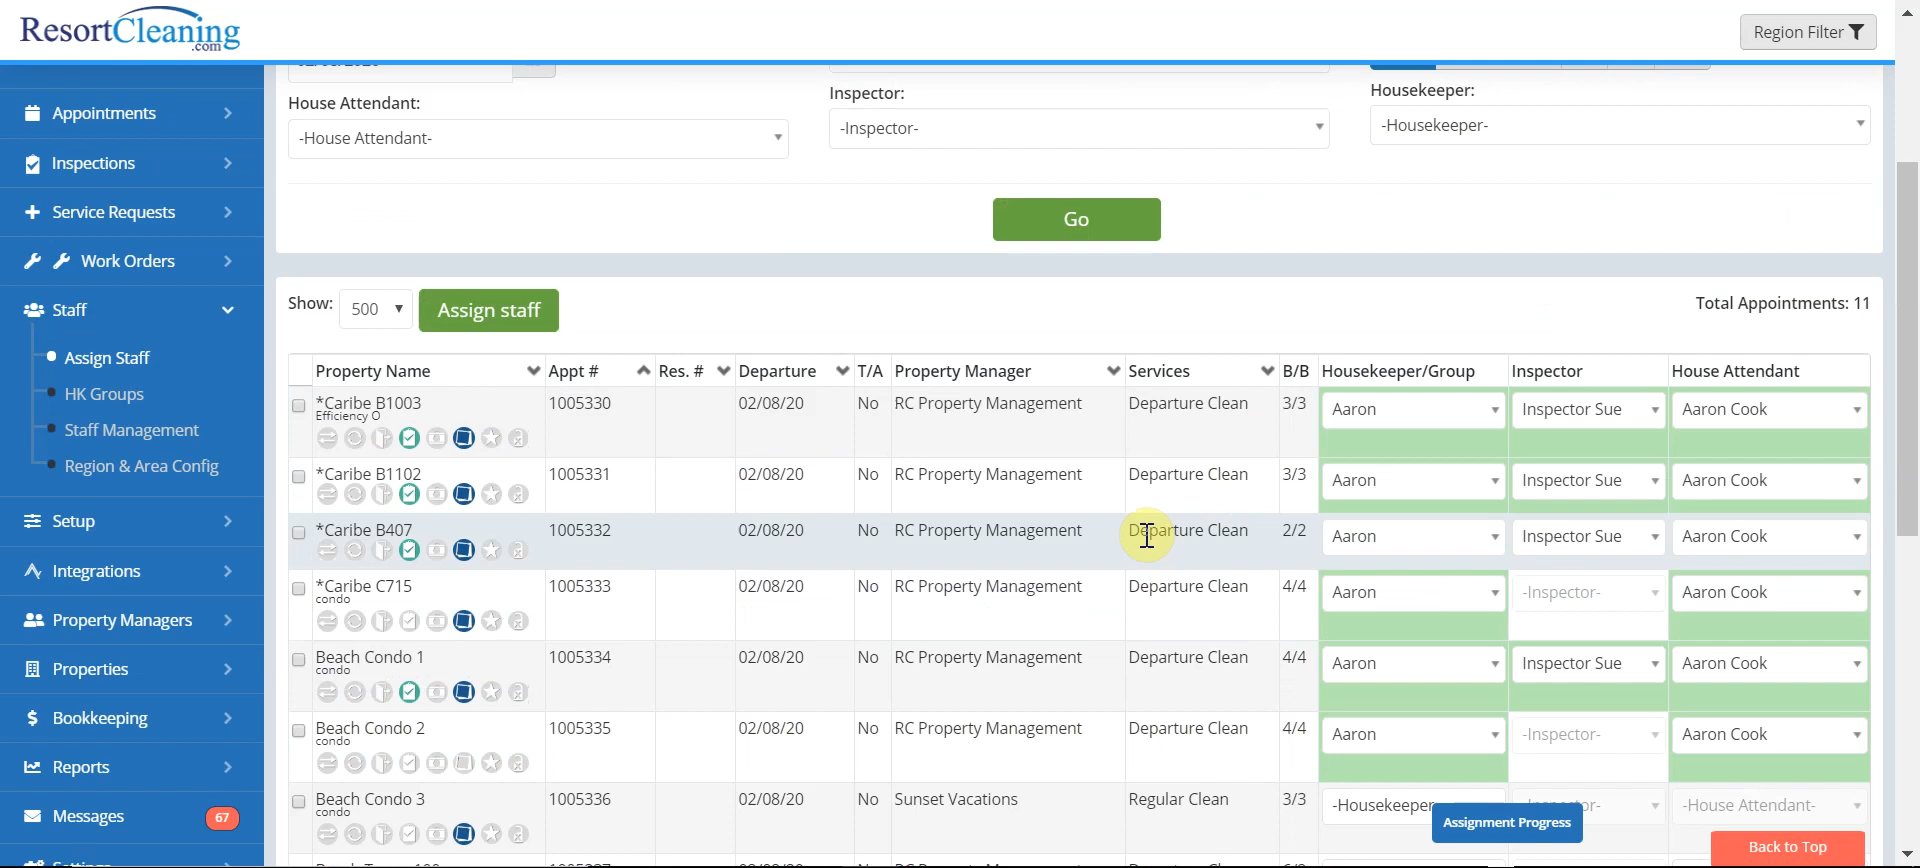 ResortCleaning
.com
Region Filter
Appointments
Inspections
Service Requests
Work Orders
Staff
Assign Staff
HK Groups
Staff Management
Region & Area Config
Setup
Integrations
Property Managers
Properties
Bookkeeping
Reports
Messages 67
House Attendant:
-House Attendant-
Inspector:
-Inspector-
Housekeeper:
-Housekeeper-
Go
Show: 500 Assign staff
Total Appointments: 11
Property Name Appt # Res. # Departure T/A Property Manager Services B/B Housekeeper/Group Inspector House Attendant
*Caribe B1003 1005330 02/08/20 No RC Property Management Departure Clean 3/3 Aaron Inspector Sue Aaron Cook
Efficiency O
*Caribe B1102 1005331 02/08/20 No RC Property Management Departure Clean 3/3 Aaron Inspector Sue Aaron Cook
*Caribe B407 1005332 02/08/20 No RC Property Management Departure Clean 2/2 Aaron Inspector Sue Aaron Cook
*Caribe C715 1005333 02/08/20 No RC Property Management Departure Clean 4/4 Aaron -Inspector- Aaron Cook
condo
Beach Condo 1 1005334 02/08/20 No RC Property Management Departure Clean 4/4 Aaron Inspector Sue Aaron Cook
condo
Beach Condo 2 1005335 02/08/20 No RC Property Management Departure Clean 4/4 Aaron -Inspector- Aaron Cook
condo
Beach Condo 3 1005336 02/08/20 No Sunset Vacations Regular Clean 3/3 -Housekeeper- -House Attendant-
condo
Assignment Progress
Back to Top